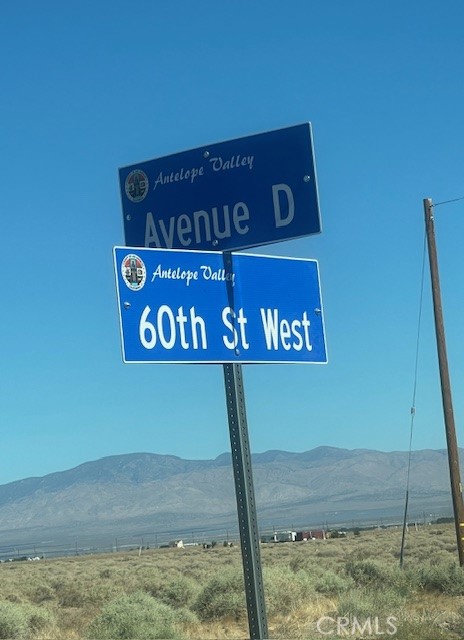 Antelope Valley
Avenue D
Antelope Valley
60th St West
CRMLS